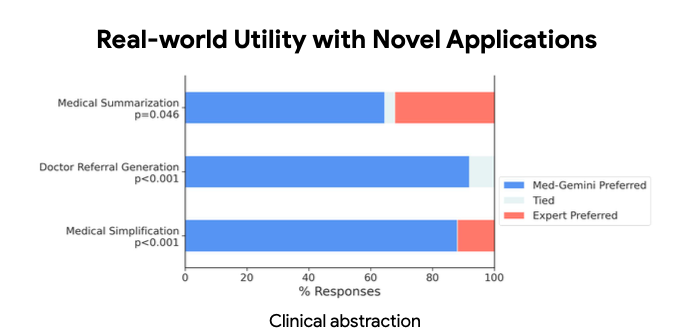 Real-world Utility with Novel Applications
Medical Summarization
p=0.046
Doctor Referral Generation
p<0.001
Medical Simplification
p<0.001
0 20 40 60 80 100
% Responses
Med-Gemini Preferred
Tied
Expert Preferred
Clinical abstraction